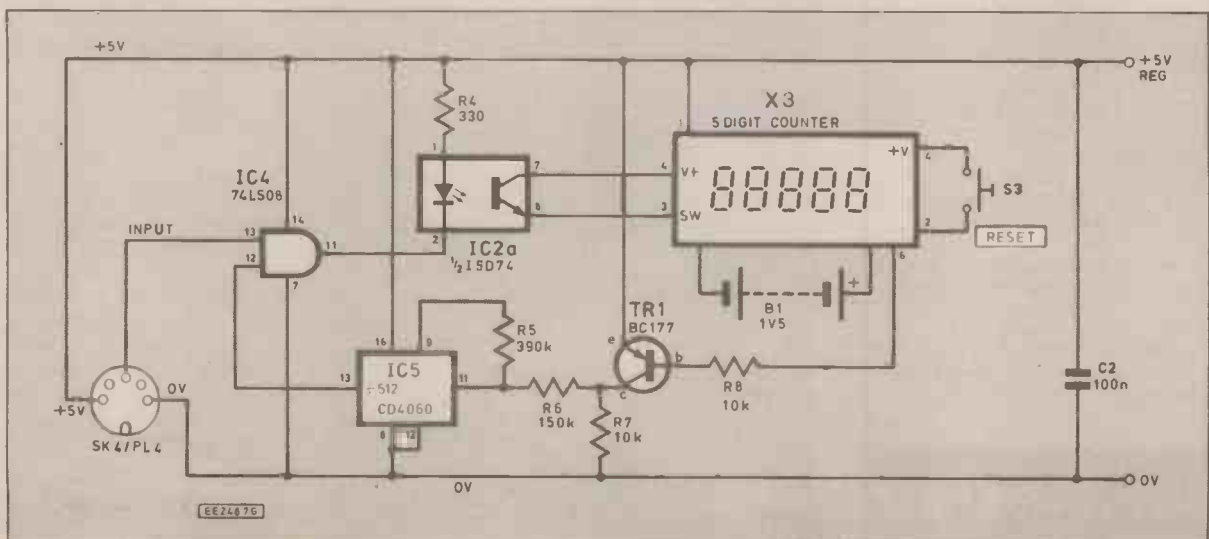 +5V
+5V
REG
R4
330
X3
5 DIGIT COUNTER
1
+V
4
IC4
74LS08
14
1
7
4
V+
88888
S3
INPUT
13
11
6
3
SW
2
RESET
12
2
IC2a
½ ISD74
6
7
+
B1
1V5
TR1
BC177
R5
390k
e
b
16
9
C2
100n
IC5
R8
10k
13
÷512
11
c
0V
CD4060
R6
150k
R7
10k
+5V
8
12
SK4/PL4
0V
0V
EE2487G